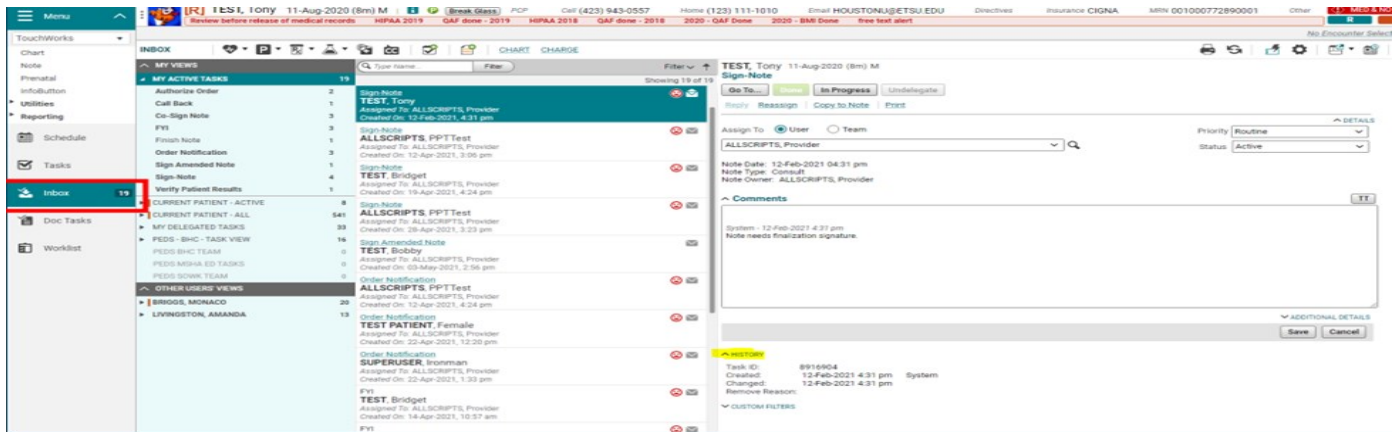 Menu
[R] TEST, Tony 11-Aug-2020 (8m) M
Break Glass
PCP
Cell (423) 943-0557
Home (123) 111-1010
Email HOUSTONU@ETSU.EDU
Directives
Insurance CIGNA
MRN 001000772890001
Other
MED & NO
Review before release of medical records HIPAA 2019 QAF done - 2019 HIPAA 2018 QAF done - 2018 2020 - QAF Done 2020 - BMI Done free text alert
R
No Encounter Select
TouchWorks
Chart
Note
Prenatal
InfoButton
Utilities
Reporting
Schedule
Tasks
Inbox 19
Doc Tasks
Worklist
INBOX
CHART CHARGE
MY VIEWS
MY ACTIVE TASKS 19
Authorize Order 2
Call Back 1
Co-Sign Note 3
FYI 3
Finish Note 1
Order Notification 3
Sign Amended Note 1
Sign-Note 4
Verify Patient Results 1
CURRENT PATIENT - ACTIVE 8
CURRENT PATIENT - ALL 541
MY DELEGATED TASKS 33
PEDS - BHC - TASK VIEW 16
PEDS BHC TEAM 0
PEDS MSHA ED TASKS 0
PEDS SOWK TEAM 0
OTHER USERS' VIEWS
BRIGGS, MONACO 20
LIVINGSTON, AMANDA 13
Type Name... Filter Filter
Showing 19 of 19
Sign-Note
TEST, Tony
Assigned To: ALLSCRIPTS, Provider
Created On: 12-Feb-2021, 4:31 pm
Sign-Note
ALLSCRIPTS, PPTTest
Assigned To: ALLSCRIPTS, Provider
Created On: 12-Apr-2021, 3:06 pm
Sign-Note
TEST, Bridget
Assigned To: ALLSCRIPTS, Provider
Created On: 19-Apr-2021, 4:24 pm
Sign-Note
ALLSCRIPTS, PPTTest
Assigned To: ALLSCRIPTS, Provider
Created On: 28-Apr-2021, 3:23 pm
Sign Amended Note
TEST, Bobby
Assigned To: ALLSCRIPTS, Provider
Created On: 03-May-2021, 2:56 pm
Order Notification
ALLSCRIPTS, PPTTest
Assigned To: ALLSCRIPTS, Provider
Created On: 12-Apr-2021, 4:24 pm
Order Notification
TEST PATIENT, Female
Assigned To: ALLSCRIPTS, Provider
Created On: 22-Apr-2021, 12:20 pm
Order Notification
SUPERUSER, Ironman
Assigned To: ALLSCRIPTS, Provider
Created On: 22-Apr-2021, 1:33 pm
FYI
TEST, Bridget
Assigned To: ALLSCRIPTS, Provider
Created On: 14-Apr-2021, 10:57 am
FYI
TEST, Tony 11-Aug-2020 (8m) M
Sign-Note
Go To... Done In Progress Undelegate
Reply Reassign Copy to Note Print
DETAILS
Assign To User Team
Priority Routine
ALLSCRIPTS, Provider
Status Active
Note Date: 12-Feb-2021 04:31 pm
Note Type: Consult
Note Owner: ALLSCRIPTS, Provider
Comments
TT
System - 12-Feb-2021 4:31 pm
Note needs finalization signature.
ADDITIONAL DETAILS
Save Cancel
HISTORY
Task ID: 8916904
Created: 12-Feb-2021 4:31 pm System
Changed: 12-Feb-2021 4:31 pm
Remove Reason:
CUSTOM FILTERS